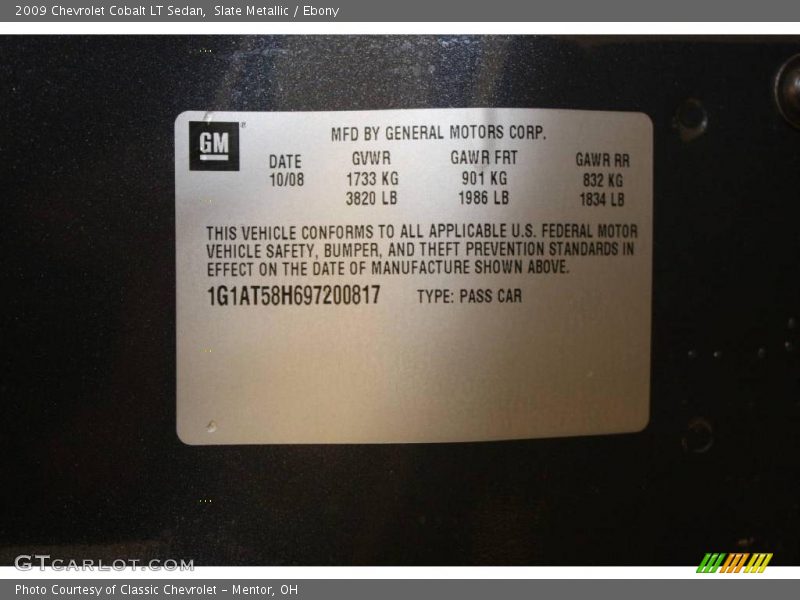 2009 Chevrolet Cobalt LT Sedan,  Slate Metallic / Ebony
GM
MFD BY GENERAL MOTORS CORP.
DATE GVWR GAWR FRT GAWR RR
10/08 1733 KG 901 KG 832 KG
3820 LB 1986 LB 1834 LB
THIS VEHICLE CONFORMS TO ALL APPLICABLE U.S. FEDERAL MOTOR
VEHICLE SAFETY, BUMPER, AND THEFT PREVENTION STANDARDS IN
EFFECT ON THE DATE OF MANUFACTURE SHOWN ABOVE.
1G1AT58H697200817 TYPE: PASS CAR
GTcarlot.com
Photo Courtesy of Classic Chevrolet - Mentor, OH